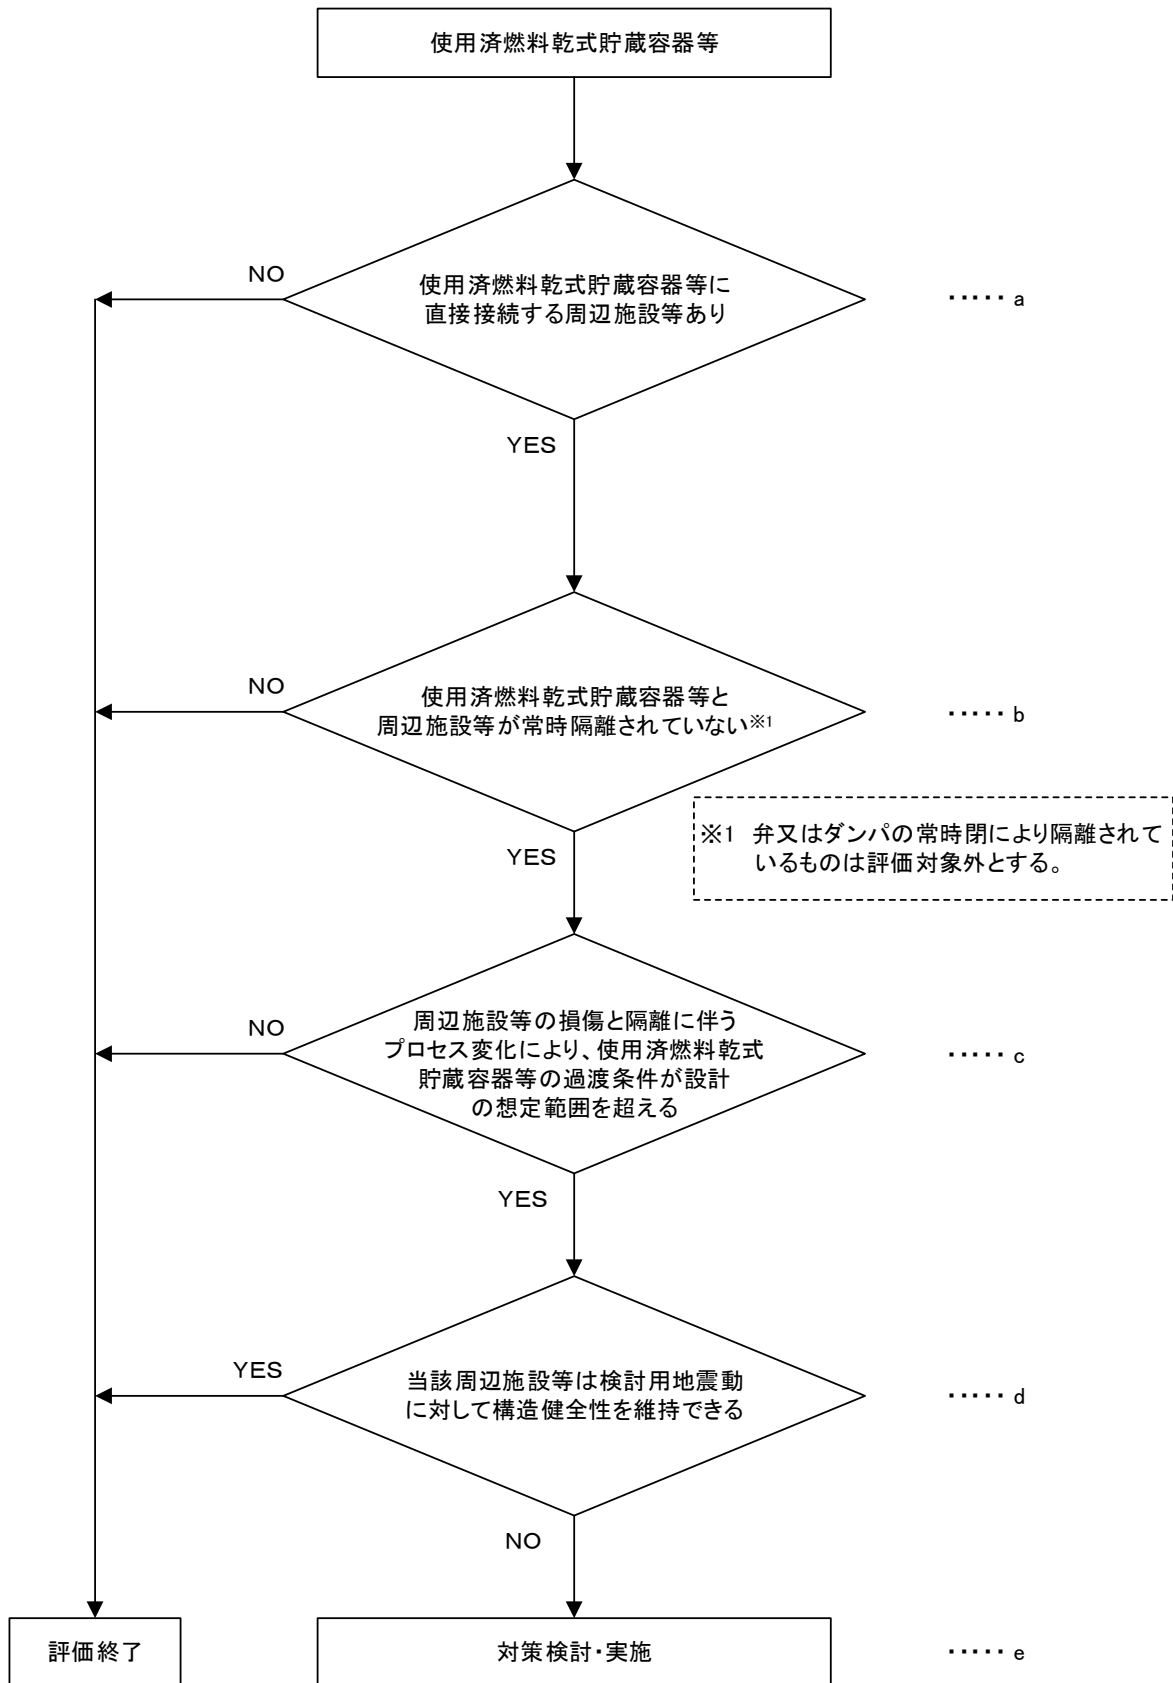 使用済燃料乾式貯蔵容器等
NO
使用済燃料乾式貯蔵容器等に
直接接続する周辺施設等あり
・・・・・ a
YES
NO
使用済燃料乾式貯蔵容器等と
周辺施設等が常時隔離されていない※1
・・・・・ b
YES
※1 弁又はダンパの常時閉により隔離されて
いるものは評価対象外とする。
NO
周辺施設等の損傷と隔離に伴う
プロセス変化により、使用済燃料乾式
貯蔵容器等の過渡条件が設計
の想定範囲を超える
・・・・・ c
YES
YES
当該周辺施設等は検討用地震動
に対して構造健全性を維持できる
・・・・・ d
NO
評価終了
対策検討・実施
・・・・・ e